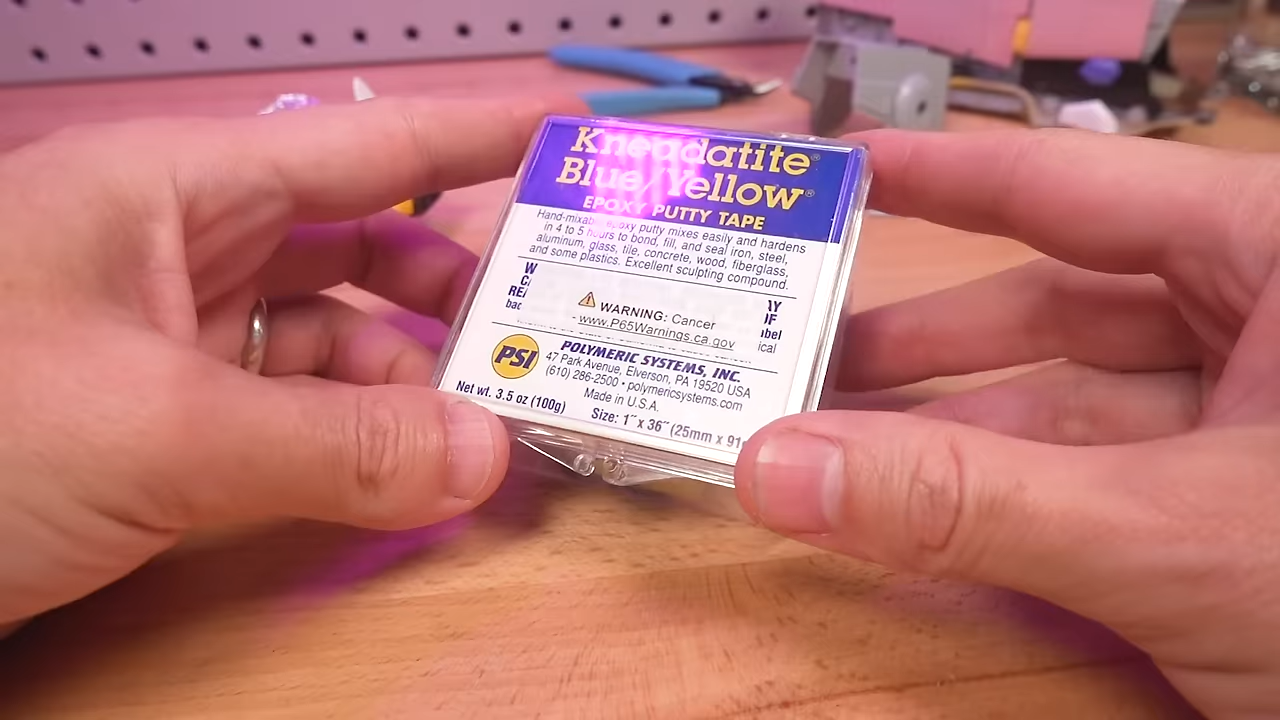 Kneadatite®
Blue/Yellow®
EPOXY PUTTY TAPE
Hand-mixable epoxy putty mixes easily and hardens
in 4 to 5 hours to bond, fill, and seal iron, steel,
aluminum, glass, tile, concrete, wood, fiberglass,
and some plastics. Excellent sculpting compound.
WARNING: Cancer
- www.P65Warnings.ca.gov
PSI
POLYMERIC SYSTEMS, INC.
47 Park Avenue, Elverson, PA 19520 USA
(610) 286-2500 • polymericsystems.com
Made in U.S.A.
Net wt. 3.5 oz (100g)
Size: 1" x 36" (25mm x 91